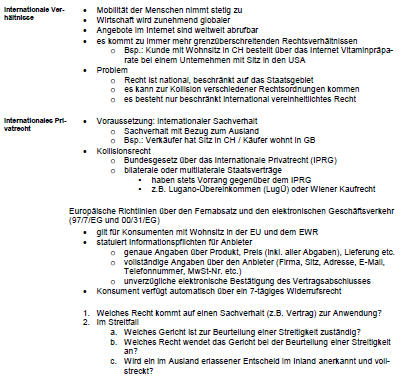 Internationale Ver-
hältnisse
• Mobilität der Menschen nimmt stetig zu
• Wirtschaft wird zunehmend globaler
• Angebote im Internet sind weltweit abrufbar
• es kommt zu immer mehr grenzüberschreitenden Rechtsverhältnissen
o Bsp.: Kunde mit Wohnsitz in CH bestellt über das Internet Vitaminpräpa-
rate bei einem Unternehmen mit Sitz in den USA
• Problem
o Recht ist national, beschränkt auf das Staatsgebiet
o es kann zur Kollision verschiedener Rechtsordnungen kommen
o es besteht nur beschränkt international vereinheitlichtes Recht
Internationales Pri-
vatrecht
• Voraussetzung: Internationaler Sachverhalt
o Sachverhalt mit Bezug zum Ausland
o Bsp.: Verkäufer hat Sitz in CH / Käufer wohnt in GB
• Kollisionsrecht
o Bundesgesetz über das Internationale Privatrecht (IPRG)
o bilaterale oder multilaterale Staatsverträge
▪ haben stets Vorrang gegenüber dem IPRG
▪ z.B. Lugano-Übereinkommen (LugÜ) oder Wiener Kaufrecht
Europäische Richtlinien über den Fernabsatz und den elektronischen Geschäftsverkehr
(97/7/EG und 00/31/EG)
• gilt für Konsumenten mit Wohnsitz in der EU und dem EWR
• statuiert Informationspflichten für Anbieter
o genaue Angaben über Produkt, Preis (inkl. aller Abgaben), Lieferung etc.
o vollständige Angaben über den Anbieter (Firma, Sitz, Adresse, E-Mail,
Telefonnummer, MwSt-Nr. etc.)
o unverzügliche elektronische Bestätigung des Vertragsabschlusses
• Konsument verfügt automatisch über ein 7-tägiges Widerrufsrecht
1. Welches Recht kommt auf einen Sachverhalt (z.B. Vertrag) zur Anwendung?
2. Im Streitfall
a. Welches Gericht ist zur Beurteilung einer Streitigkeit zuständig?
b. Welches Recht wendet das Gericht bei der Beurteilung einer Streitigkeit
an?
c. Wird ein im Ausland erlassener Entscheid im Inland anerkannt und voll-
streckt?